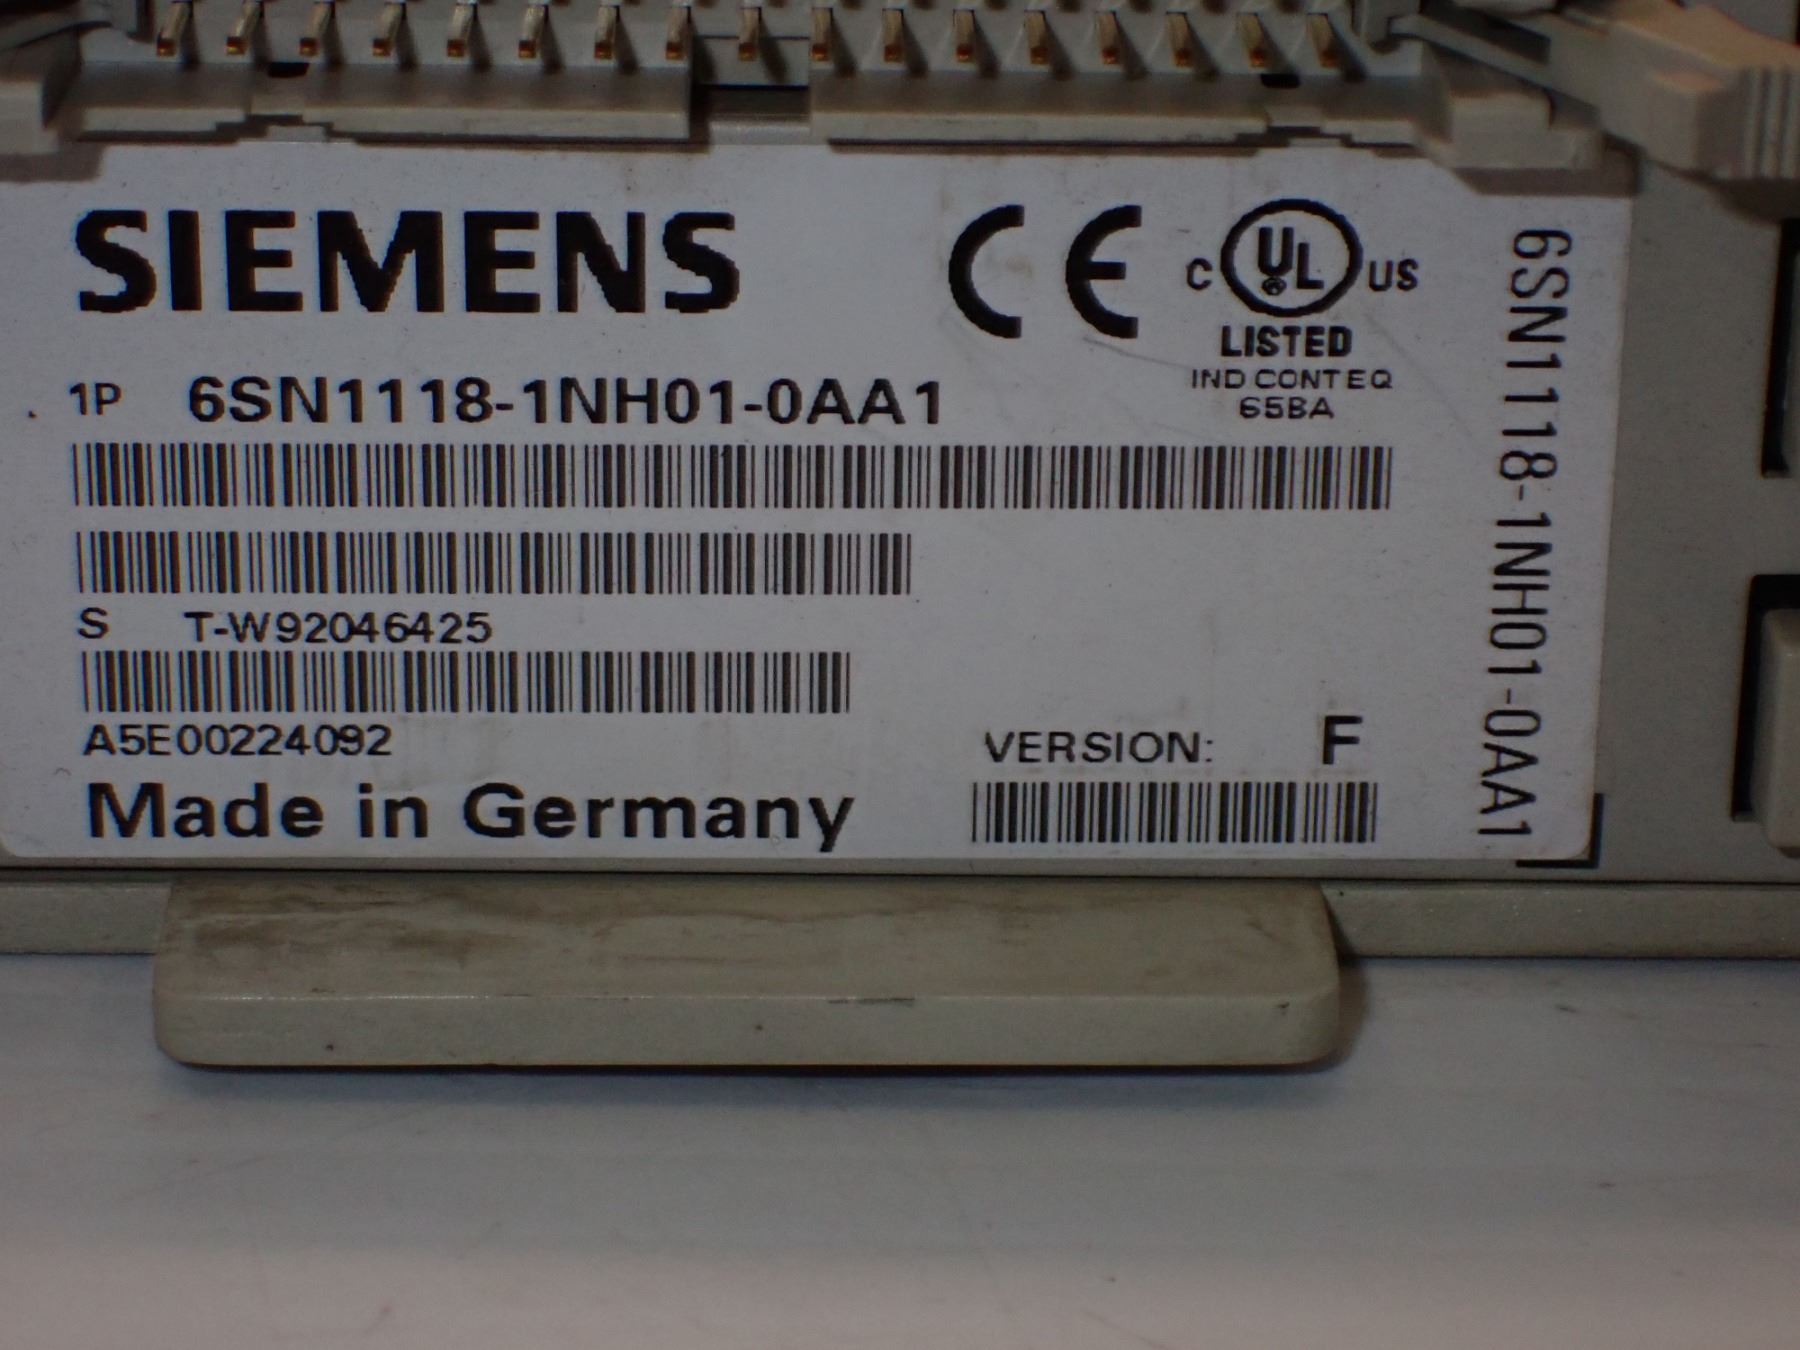 SIEMENS
CE
C UL US
LISTED
IND CONT EQ
65BA
1P 6SN1118-1NH01-0AA1
S T-W92046425
A5E00224092
Made in Germany
VERSION: F
6SN1118-1NH01-0AA1